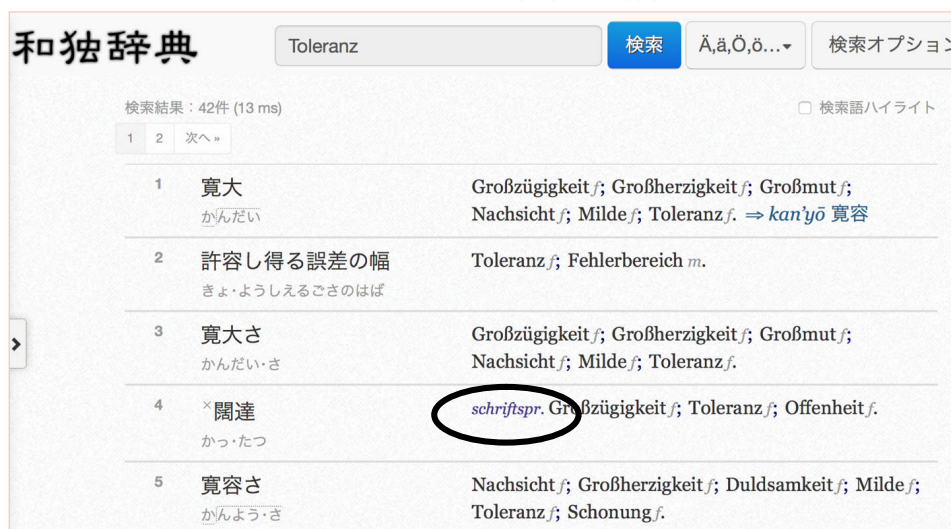 和独辞典
Toleranz
検索
Ä,ä,Ö,ö...▾
検索オプション
検索結果：42件 (13 ms)
検索語ハイライト
1 2 次へ »
1 寛大 Großzügigkeit f; Großherzigkeit f; Großmut f;
かんだい Nachsicht f; Milde f; Toleranz f. ⇒ kan'yō 寛容
2 許容し得る誤差の幅 Toleranz f; Fehlerbereich m.
きょ·ようしえるごさのはば
3 寛大さ Großzügigkeit f; Großherzigkeit f; Großmut f;
かんだい·さ Nachsicht f; Milde f; Toleranz f.
4 ×闊達 schriftspr. Großzügigkeit f; Toleranz f; Offenheit f.
かっ·たつ
5 寛容さ Nachsicht f; Großherzigkeit f; Duldsamkeit f; Milde f;
かんよう·さ Toleranz f; Schonung f.